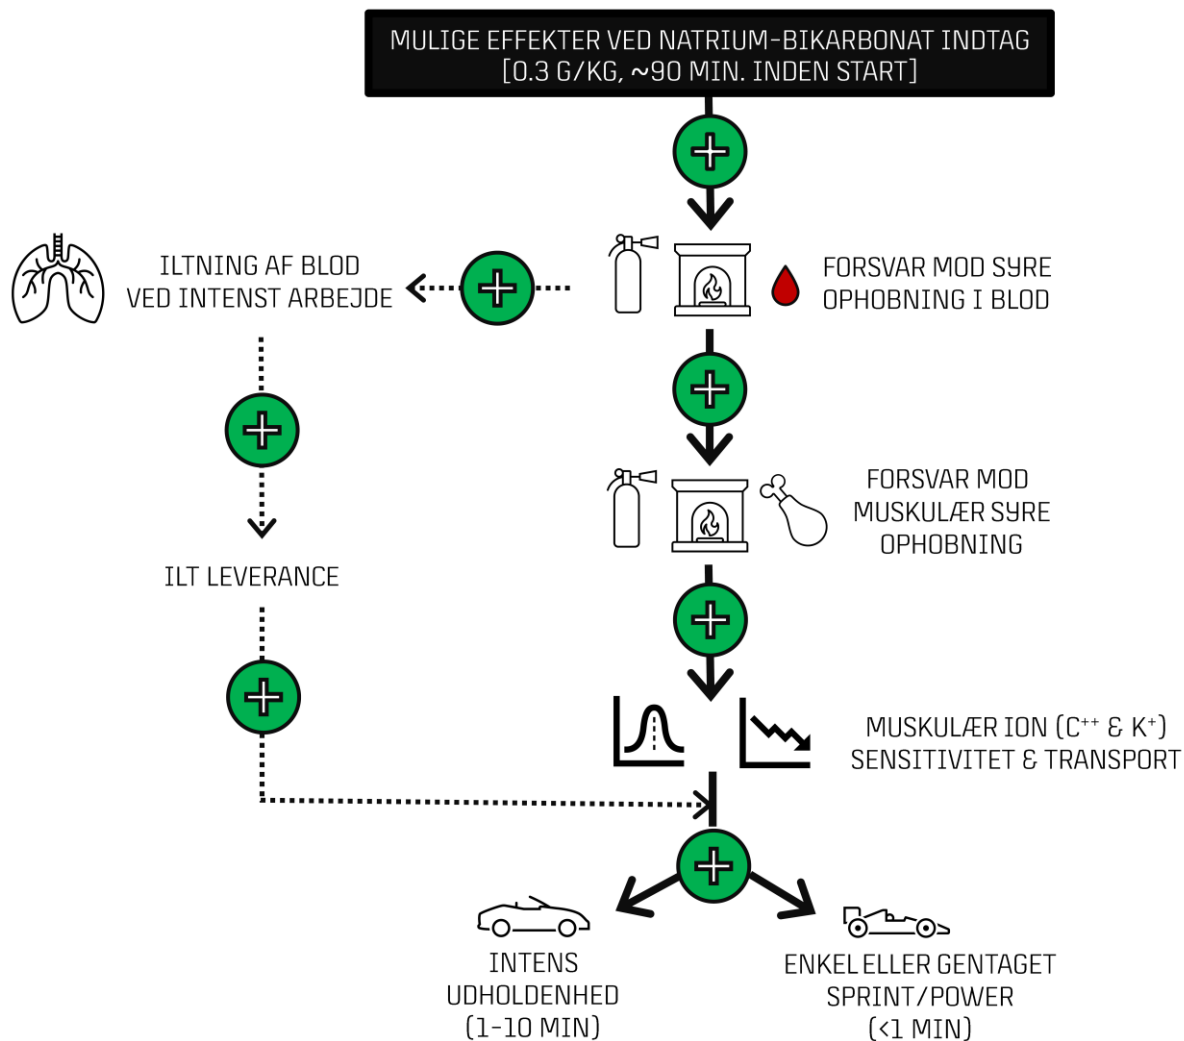 MULIGE EFFEKTER VED NATRIUM-BIKARBONAT INDTAG
[0.3 G/KG, ~90 MIN. INDEN START]
ILTNING AF BLOD
VED INTENST ARBEJDE
FORSVAR MOD SYRE
OPHOBNING I BLOD
FORSVAR MOD
MUSKULÆR SYRE
OPHOBNING
ILT LEVERANCE
MUSKULÆR ION (C⁺⁺ & K⁺)
SENSITIVITET & TRANSPORT
INTENS
UDHOLDENHED
(1-10 MIN)
ENKEL ELLER GENTAGET
SPRINT/POWER
(<1 MIN)